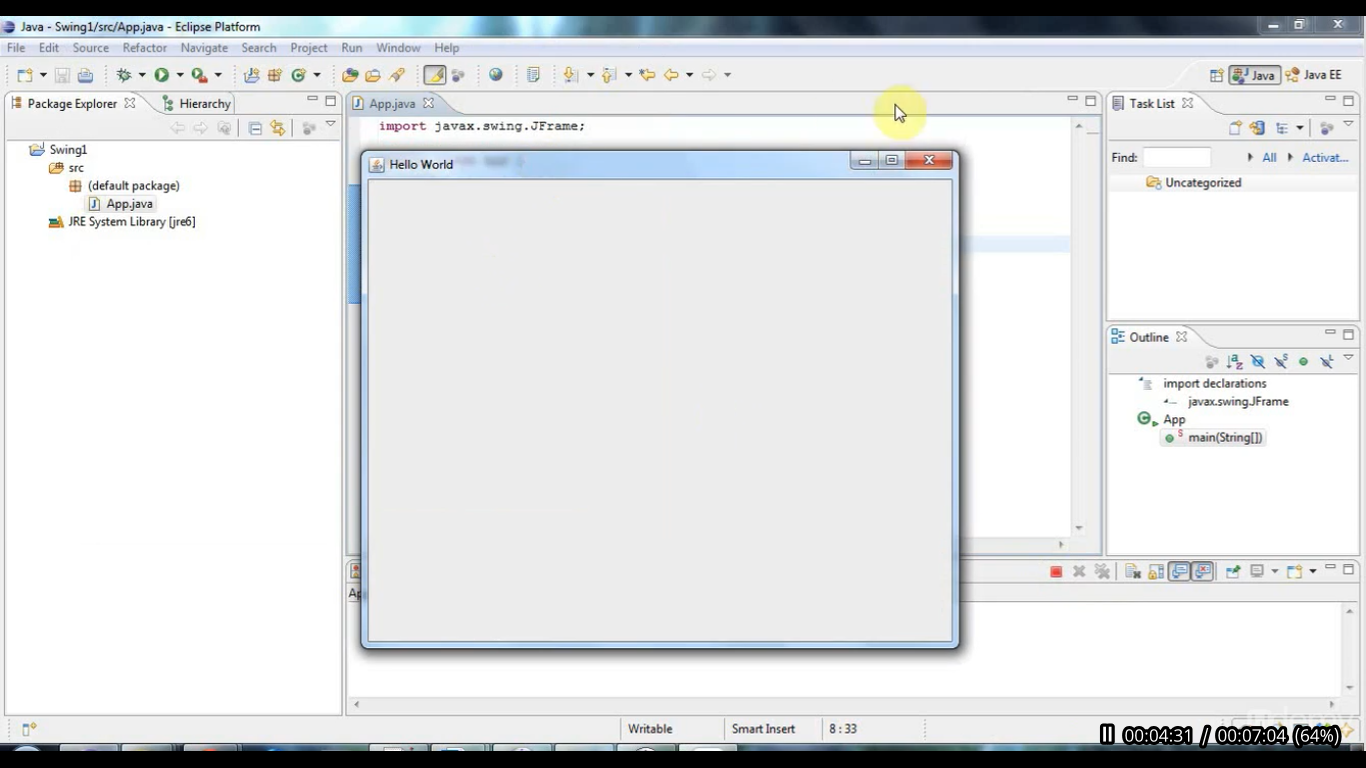 Java - Swing1/src/App.java - Eclipse Platform
File Edit Source Refactor Navigate Search Project Run Window Help
Java Java EE
Package Explorer Hierarchy
Swing1
src
(default package)
App.java
JRE System Library [jre6]
App.java
import javax.swing.JFrame;
Hello World
Task List
Find: All Activat...
Uncategorized
Outline
import declarations
javax.swing.JFrame
App
main(String[])
Writable Smart Insert 8 : 33
00:04:31 / 00:07:04 (64%)